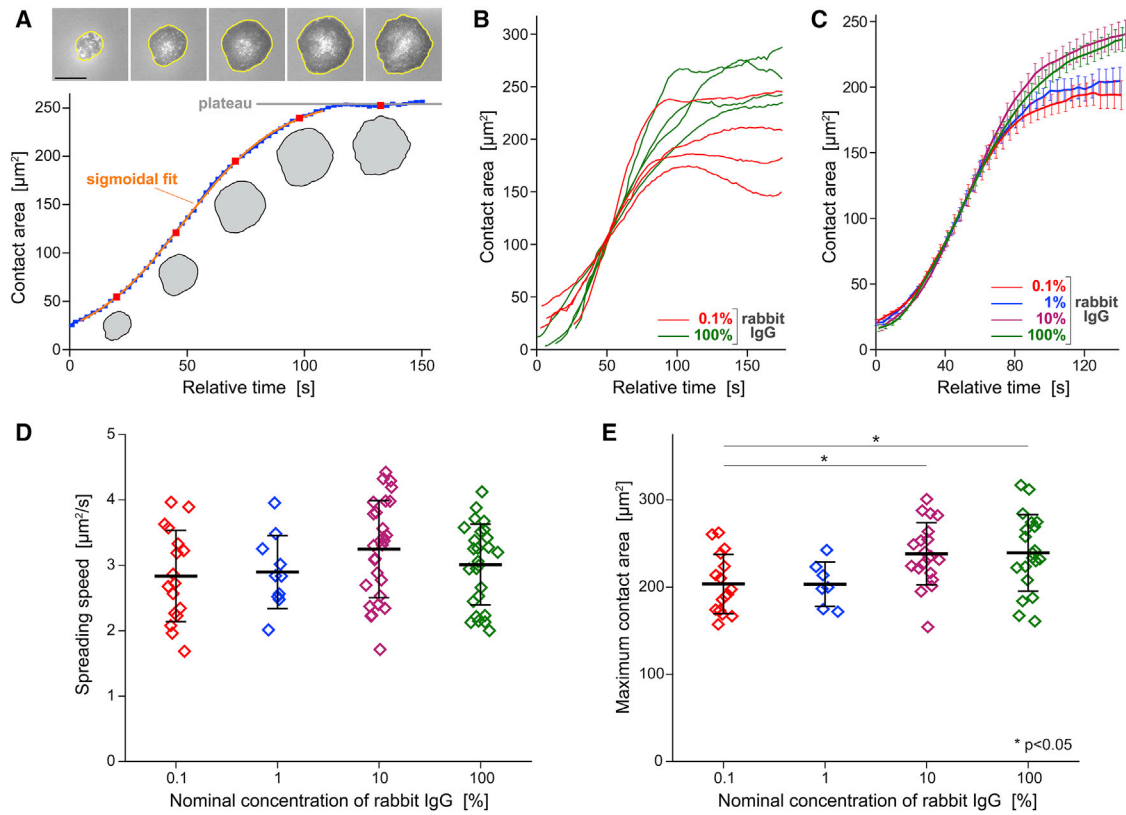 A
plateau
sigmoidal fit
Contact area [µm²]
250
200
150
100
50
0
0 50 100 150
Relative time [s]
B
Contact area [µm²]
300
250
200
150
100
50
0
0.1%
100%
rabbit
IgG
0 50 100 150
Relative time [s]
C
Contact area [µm²]
250
200
150
100
50
0
0.1%
1%
10%
100%
rabbit
IgG
0 40 80 120
Relative time [s]
D
Spreading speed [µm²/s]
5
4
3
2
1
0
0.1 1 10 100
Nominal concentration of rabbit IgG [%]
E
Maximum contact area [µm²]
300
200
100
0
*
*
* p<0.05
0.1 1 10 100
Nominal concentration of rabbit IgG [%]